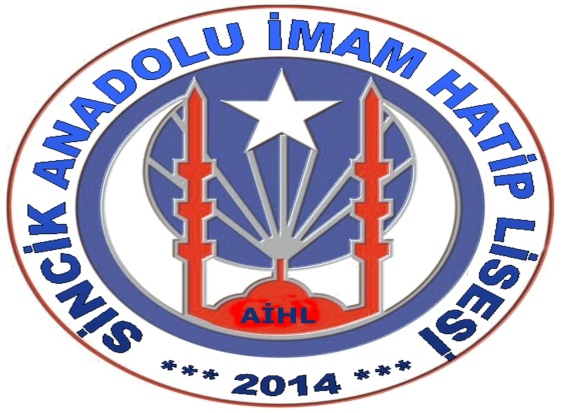 SİNCİK ANADOLU İMAM HATİP LİSESİ
AİHL
*** 2014 ***